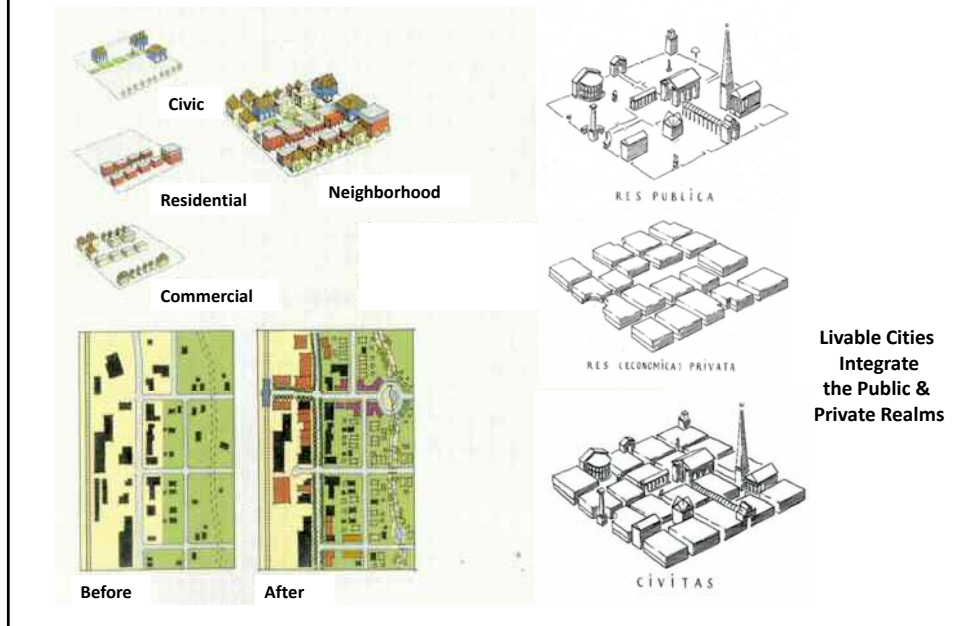 Civic
Residential
Neighborhood
Commercial
Before
After
RES PUBLiCA
RES (ECONOMiCA) PRiVATA
CiViTAS
Livable Cities
Integrate
the Public &
Private Realms